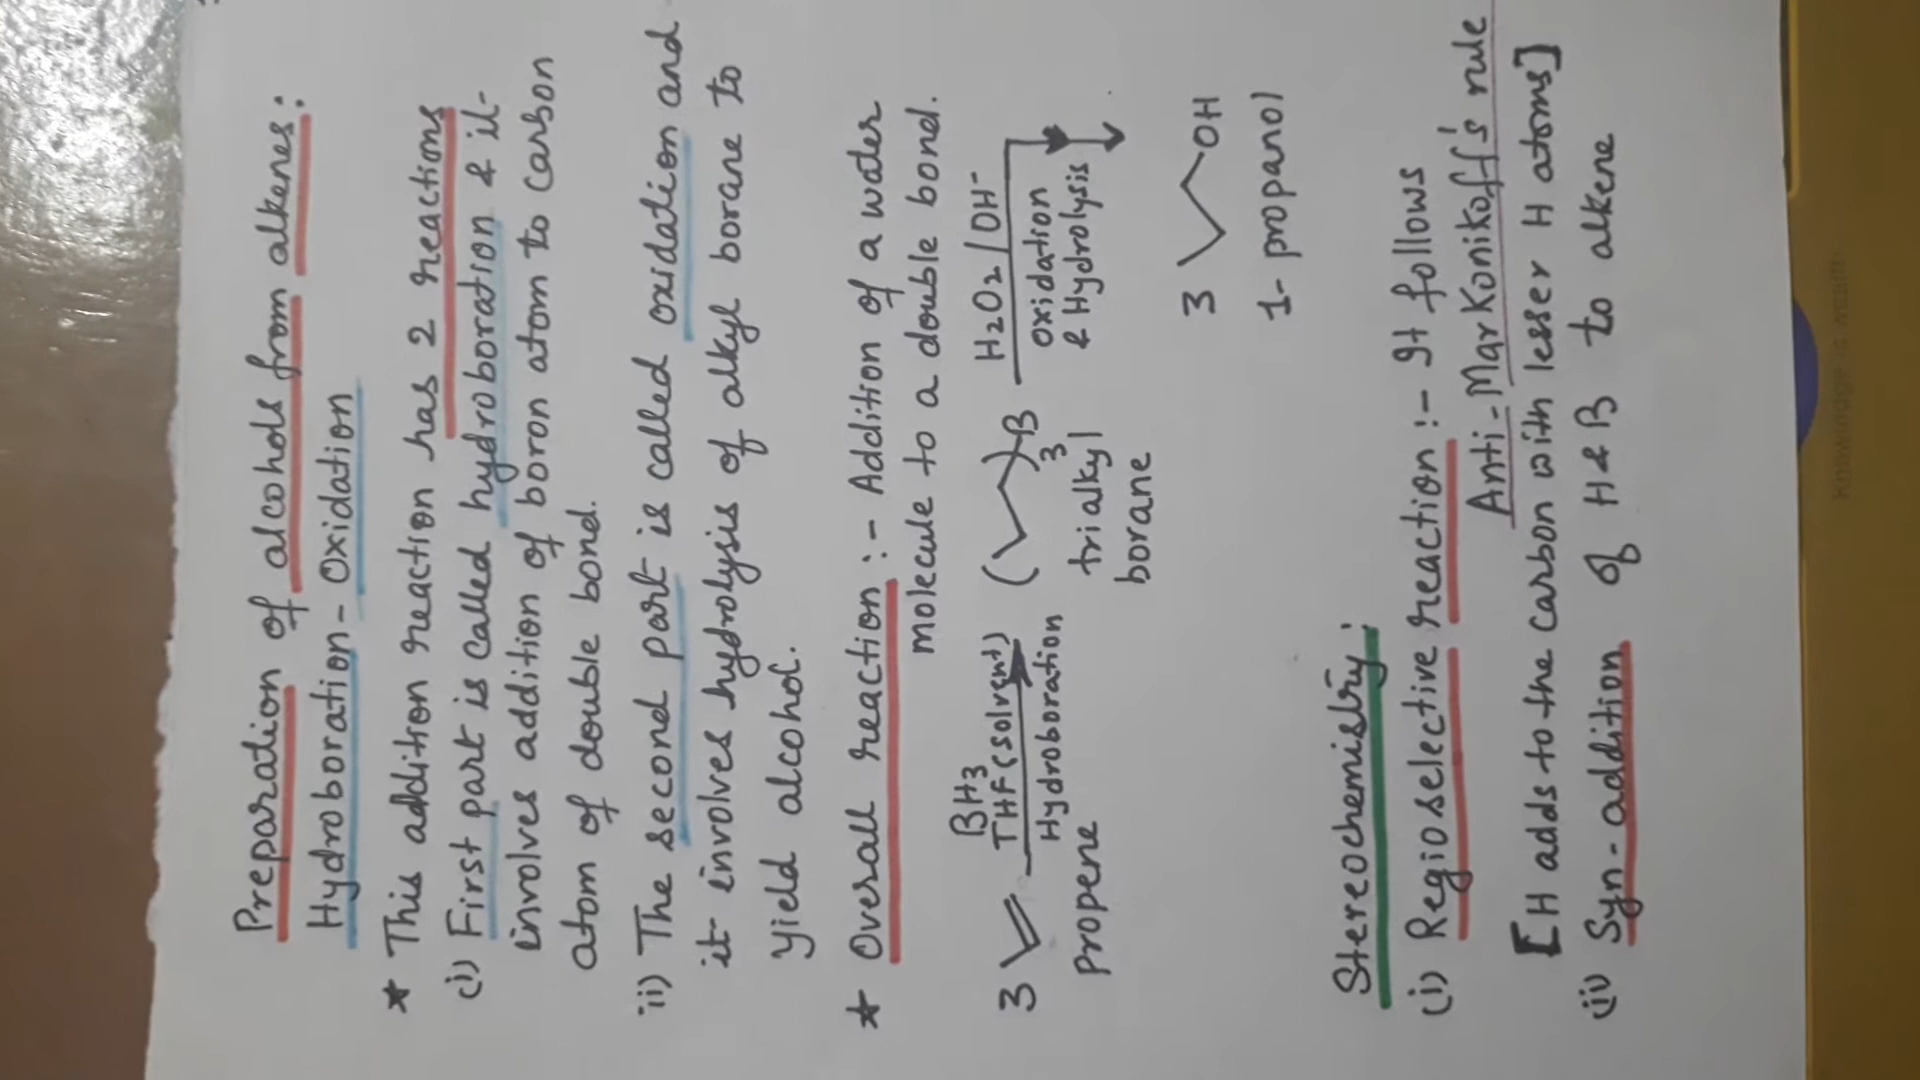 Preparation of alcohols from alkenes:
Hydroboration - Oxidation
* This addition reaction has 2 reactions
(i) First part is called hydroboration & it
involves addition of boron atom to carbon
atom of double bond.
ii) The second part is called oxidation and
it involves hydrolysis of alkyl borane to
yield alcohol.
* Overall reaction :- Addition of a water
molecule to a double bond.
BH3
THF (solvent)
Hydroboration
3
Propene
( )3 B
trialkyl
borane
H2O2/OH-
oxidation
& Hydrolysis
3 OH
1- propanol
Stereochemistry:
(i) Regioselective reaction :- It follows
Anti-Markonikoff's rule
[H adds to the carbon with lesser H atoms]
(ii) Syn-addition of H & B to alkene